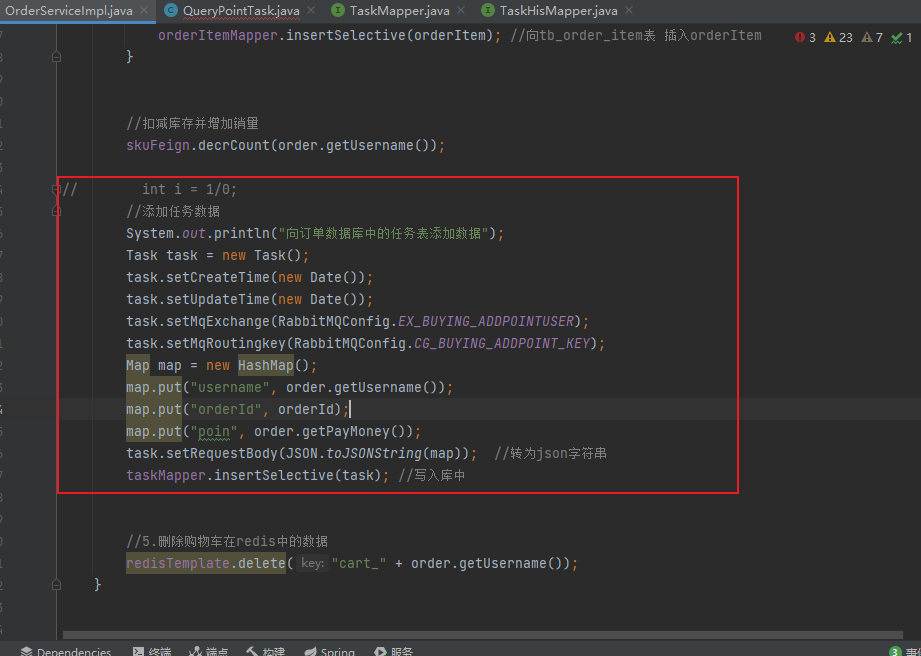 OrderServiceImpl.java QueryPointTask.java TaskMapper.java TaskHisMapper.java
orderItemMapper.insertSelective(orderItem); //向tb_order_item表 插入orderItem 3 23 7 1
}
//扣减库存并增加销量
skuFeign.decrCount(order.getUsername());
// int i = 1/0;
//添加任务数据
System.out.println("向订单数据库中的任务表添加数据");
Task task = new Task();
task.setCreateTime(new Date());
task.setUpdateTime(new Date());
task.setMqExchange(RabbitMQConfig.EX_BUYING_ADDPOINTUSER);
task.setMqRoutingkey(RabbitMQConfig.CG_BUYING_ADDPOINT_KEY);
Map map = new HashMap();
map.put("username", order.getUsername());
map.put("orderId", orderId);
map.put("poin", order.getPayMoney());
task.setRequestBody(JSON.toJSONString(map)); //转为json字符串
taskMapper.insertSelective(task); //写入库中
//5.删除购物车在redis中的数据
redisTemplate.delete( key: "cart_" + order.getUsername());
}
Dependencies 终端 端点 构建 Spring 服务 3